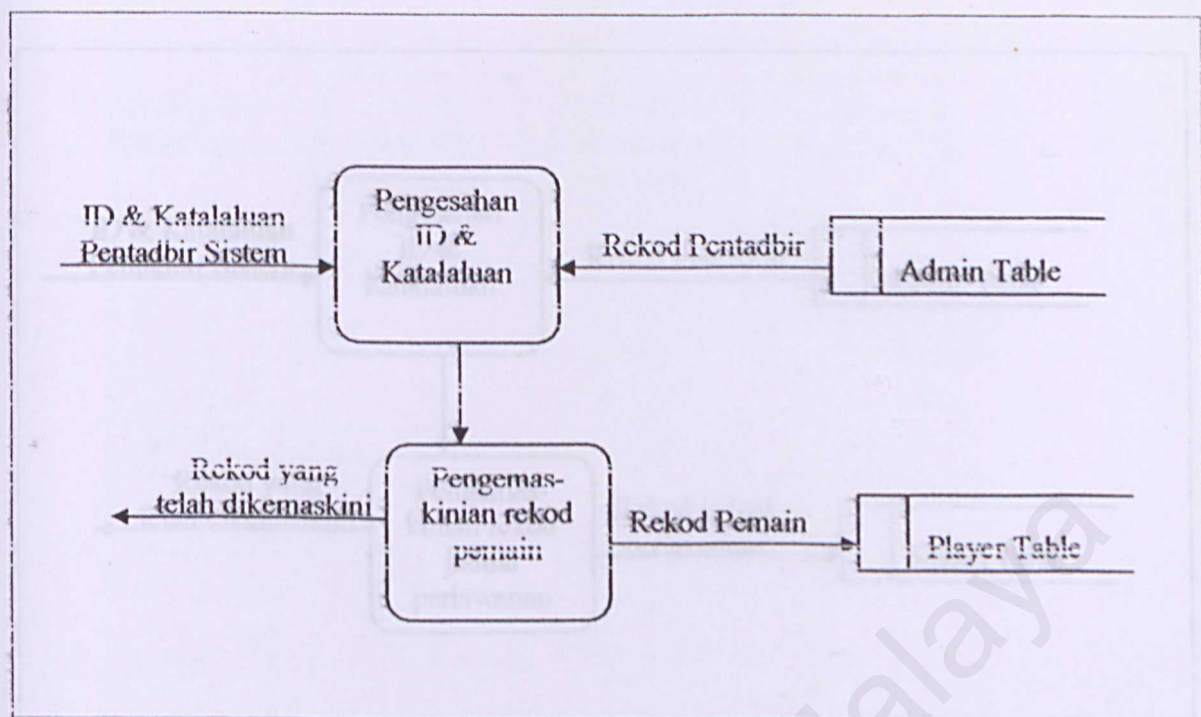 ID & Katalaluan
Pentadbir Sistem
Pengesahan
ID &
Katalaluan
Rekod Pentadbir
Admin Table
Rekod yang
telah dikemaskini
Pengemas-
kinian rekod
pemain
Rekod Pemain
Player Table
alaya